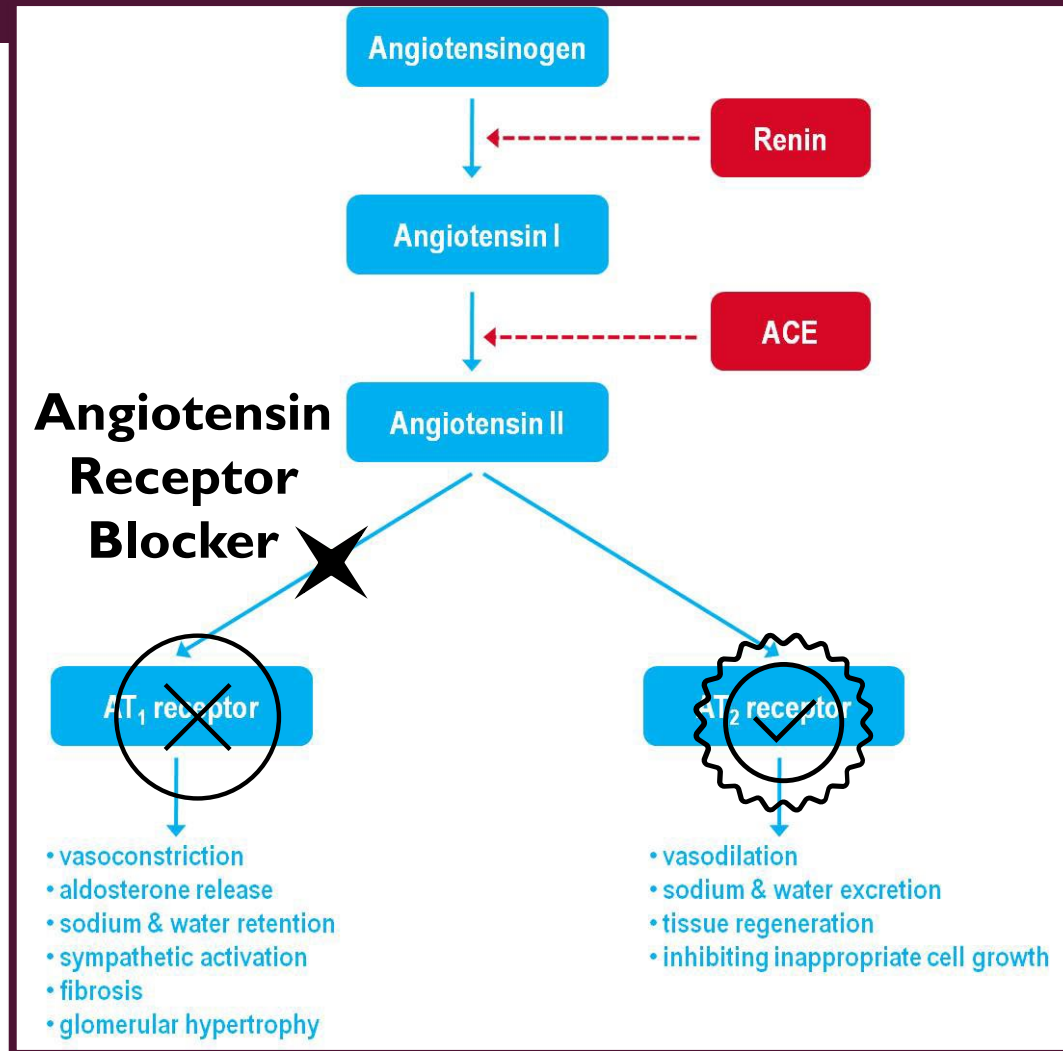 Angiotensinogen
Renin
Angiotensin I
ACE
Angiotensin
Receptor
Blocker
Angiotensin II
AT₁ receptor
AT₂ receptor
• vasoconstriction
• aldosterone release
• sodium & water retention
• sympathetic activation
• fibrosis
• glomerular hypertrophy
• vasodilation
• sodium & water excretion
• tissue regeneration
• inhibiting inappropriate cell growth